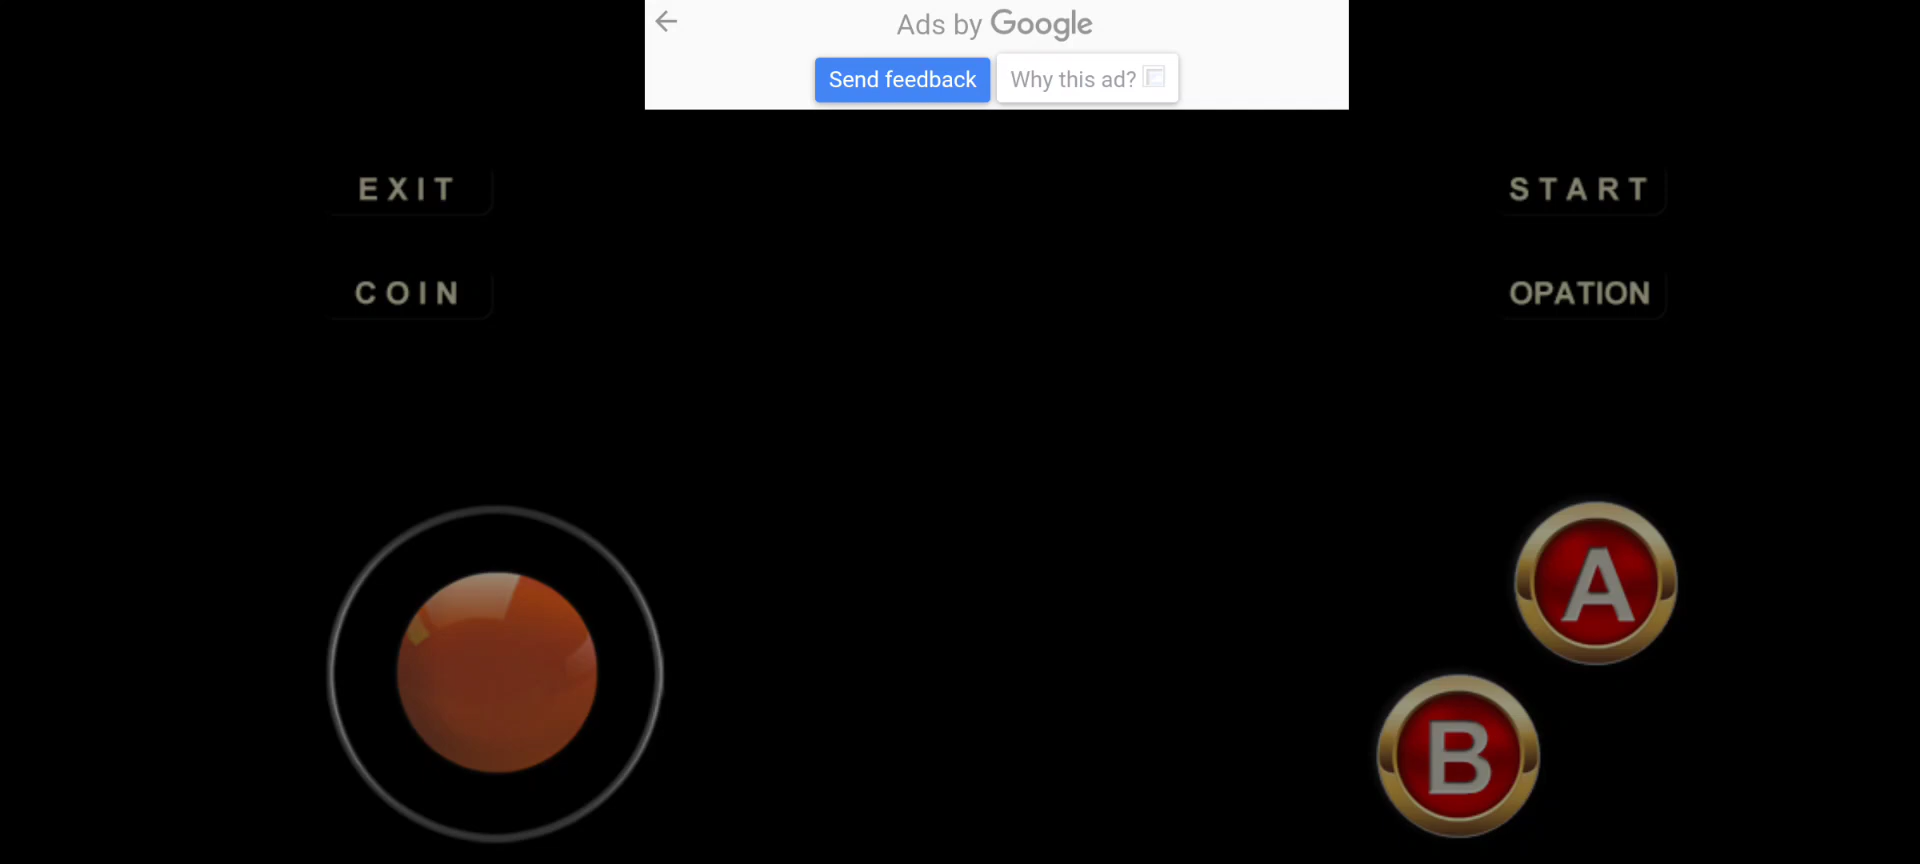 Ads by Google
Send feedback
Why this ad?
EXIT
START
COIN
OPATION
A
B